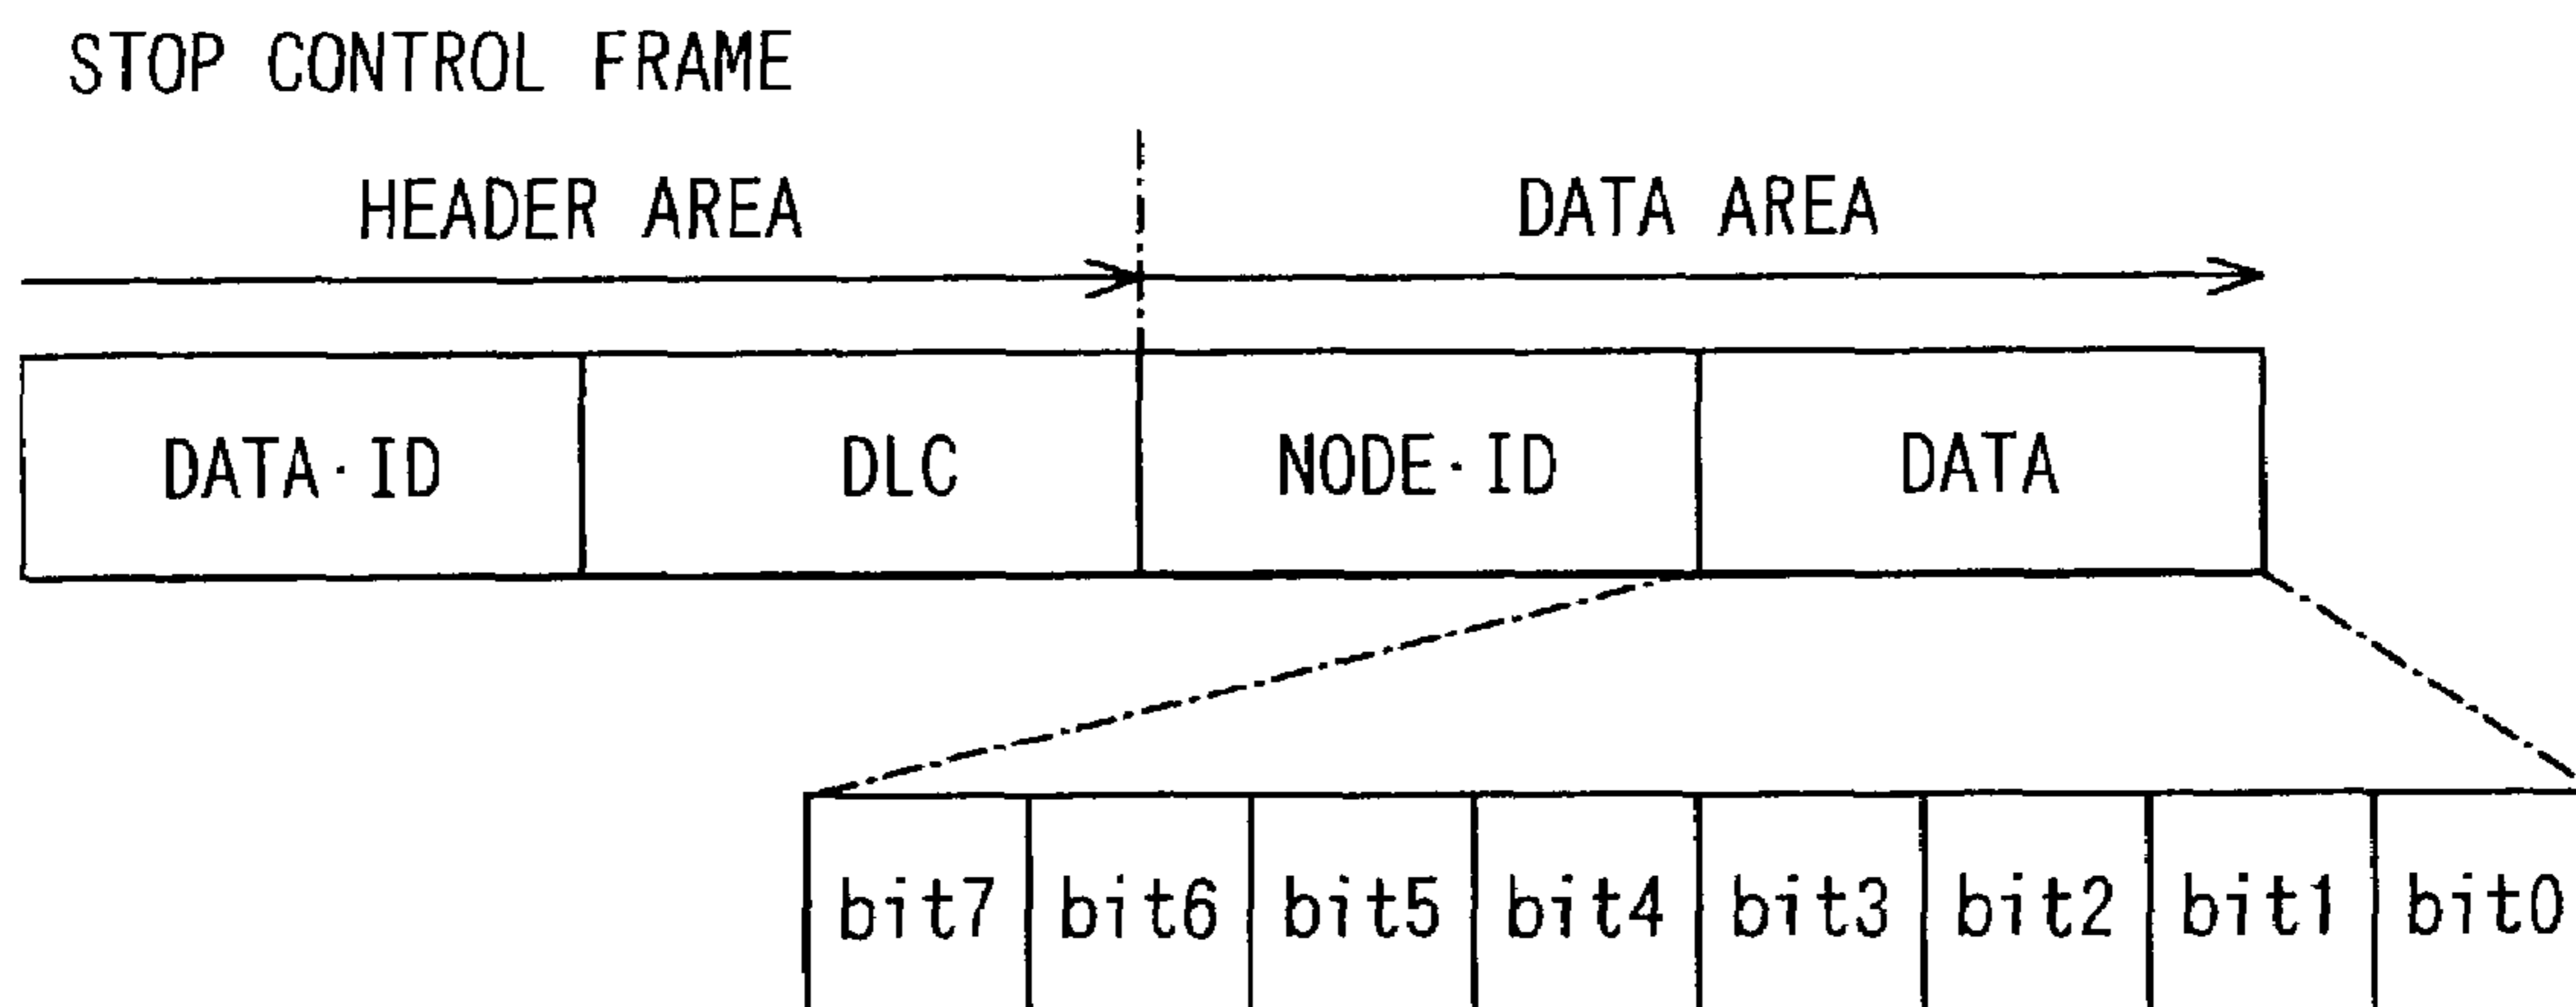 STOP CONTROL FRAME
HEADER AREA DATA AREA
DATA·ID DLC NODE·ID DATA
bit7 bit6 bit5 bit4 bit3 bit2 bit1 bit0